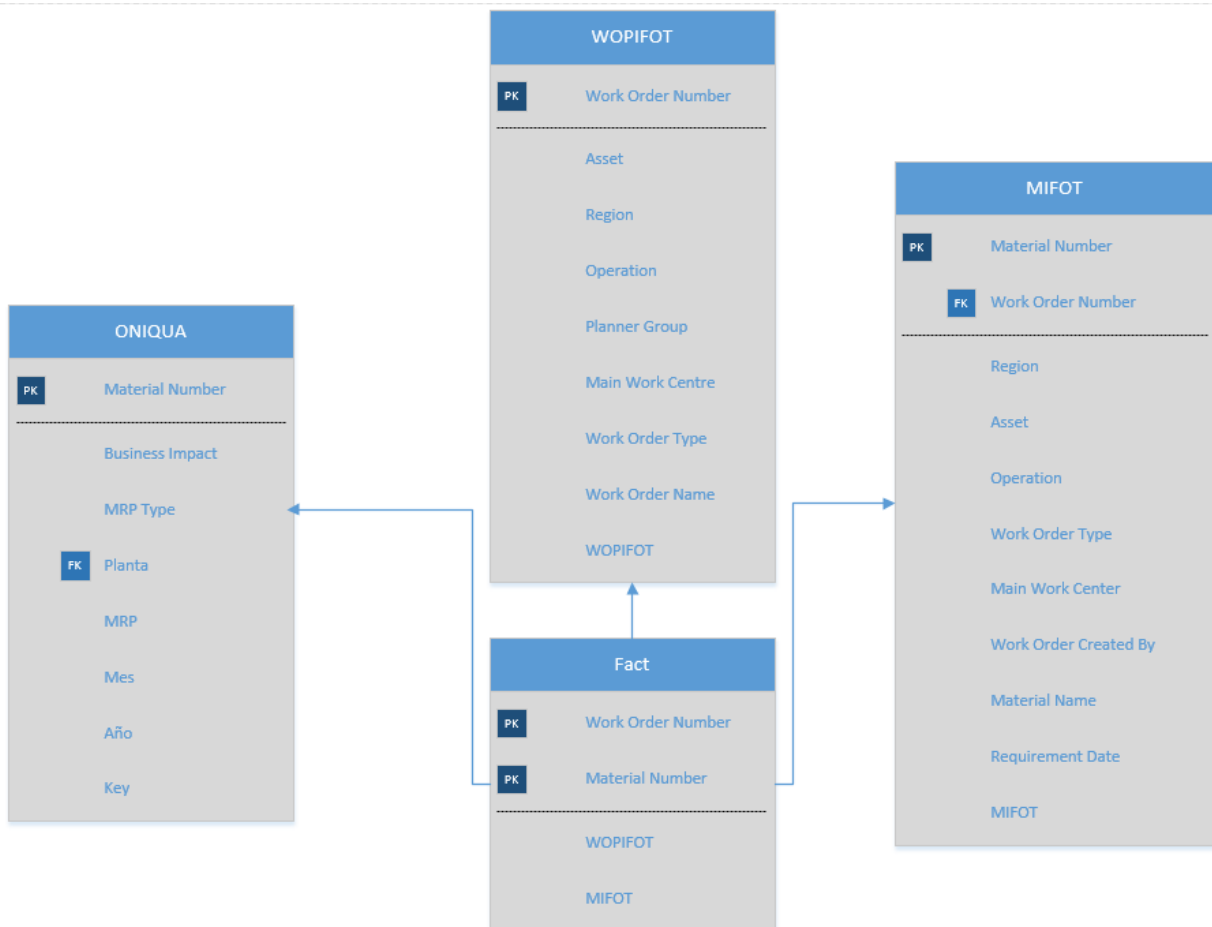 WOPIFOT
PK Work Order Number
Asset
Region
Operation
Planner Group
Main Work Centre
Work Order Type
Work Order Name
WOPIFOT
MIFOT
PK Material Number
FK Work Order Number
Region
Asset
Operation
Work Order Type
Main Work Center
Work Order Created By
Material Name
Requirement Date
MIFOT
ONIQUA
PK Material Number
Business Impact
MRP Type
FK Planta
MRP
Mes
Año
Key
Fact
PK Work Order Number
PK Material Number
WOPIFOT
MIFOT